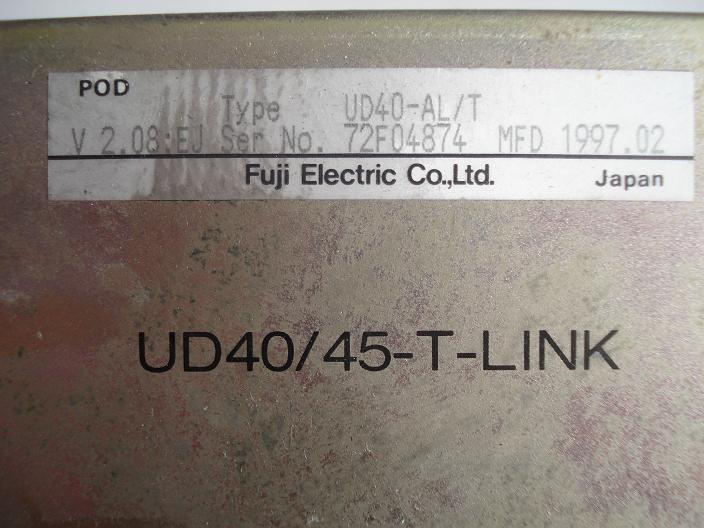 POD
Type UD40-AL/T
V 2.08:EJ Ser No. 72F04874 MFD 1997.02
Fuji Electric Co.,Ltd. Japan
UD40/45-T-LINK